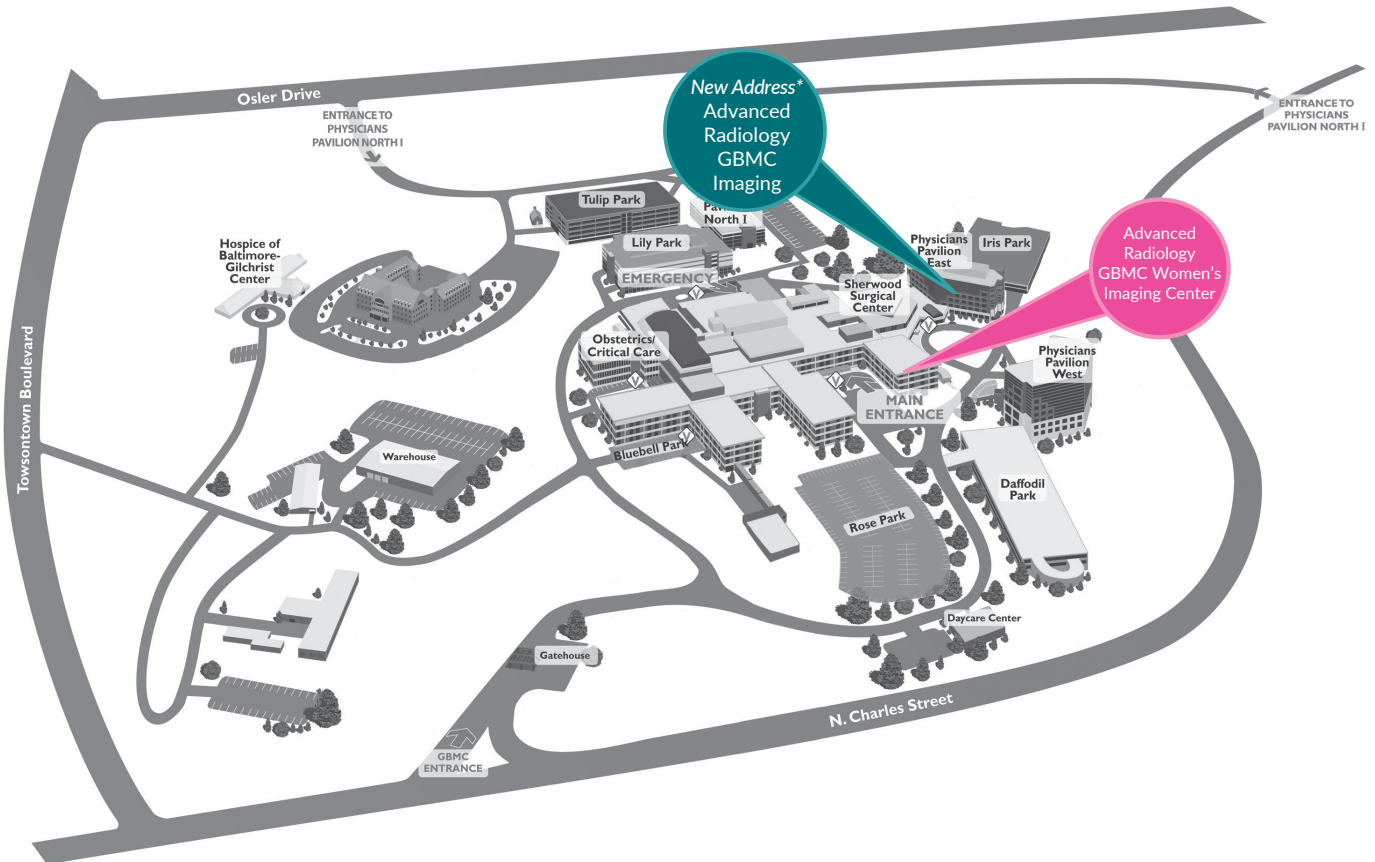 Osler Drive
ENTRANCE TO
PHYSICIANS
PAVILION NORTH I
New Address*
Advanced
Radiology
GBMC
Imaging
ENTRANCE TO
PHYSICIANS
PAVILION NORTH I
Tulip Park
North I
Lily Park
EMERGENCY
Hospice of
Baltimore-
Gilchrist
Center
Physicians
Pavilion
East
Iris Park
Advanced
Radiology
GBMC Women's
Imaging Center
Sherwood
Surgical
Center
V
V
Obstetrics/
Critical Care
V
V
MAIN
ENTRANCE
Physicians
Pavilion
West
Towsontown Boulevard
Warehouse
Bluebell Park
V
Daffodil
Park
Rose Park
Daycare Center
Gatehouse
N. Charles Street
GBMC
ENTRANCE